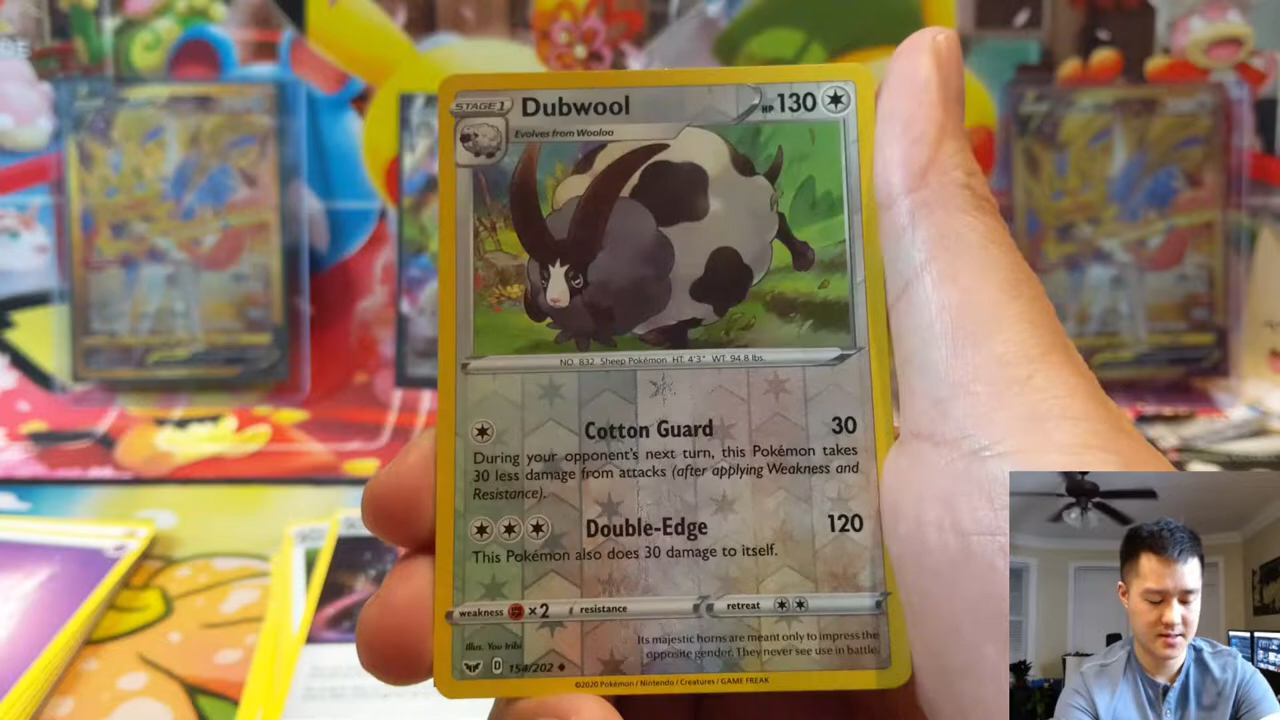 STAGE 1 Dubwool HP 130
Evolves from Wooloo
NO. 832 Sheep Pokémon HT: 4'3" WT: 94.8 lbs.
Cotton Guard 30
During your opponent's next turn, this Pokémon takes
30 less damage from attacks (after applying Weakness and
Resistance).
Double-Edge 120
This Pokémon also does 30 damage to itself.
weakness ×2 resistance retreat
Illus. You Iribi
Its majestic horns are meant only to impress the
opposite gender. They never see use in battle.
D 154/202
©2020 Pokémon / Nintendo / Creatures / GAME FREAK